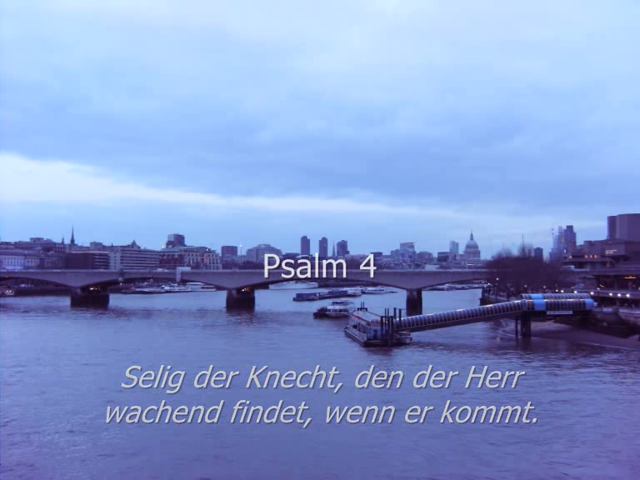 Psalm 4
Selig der Knecht, den der Herr
wachend findet, wenn er kommt.